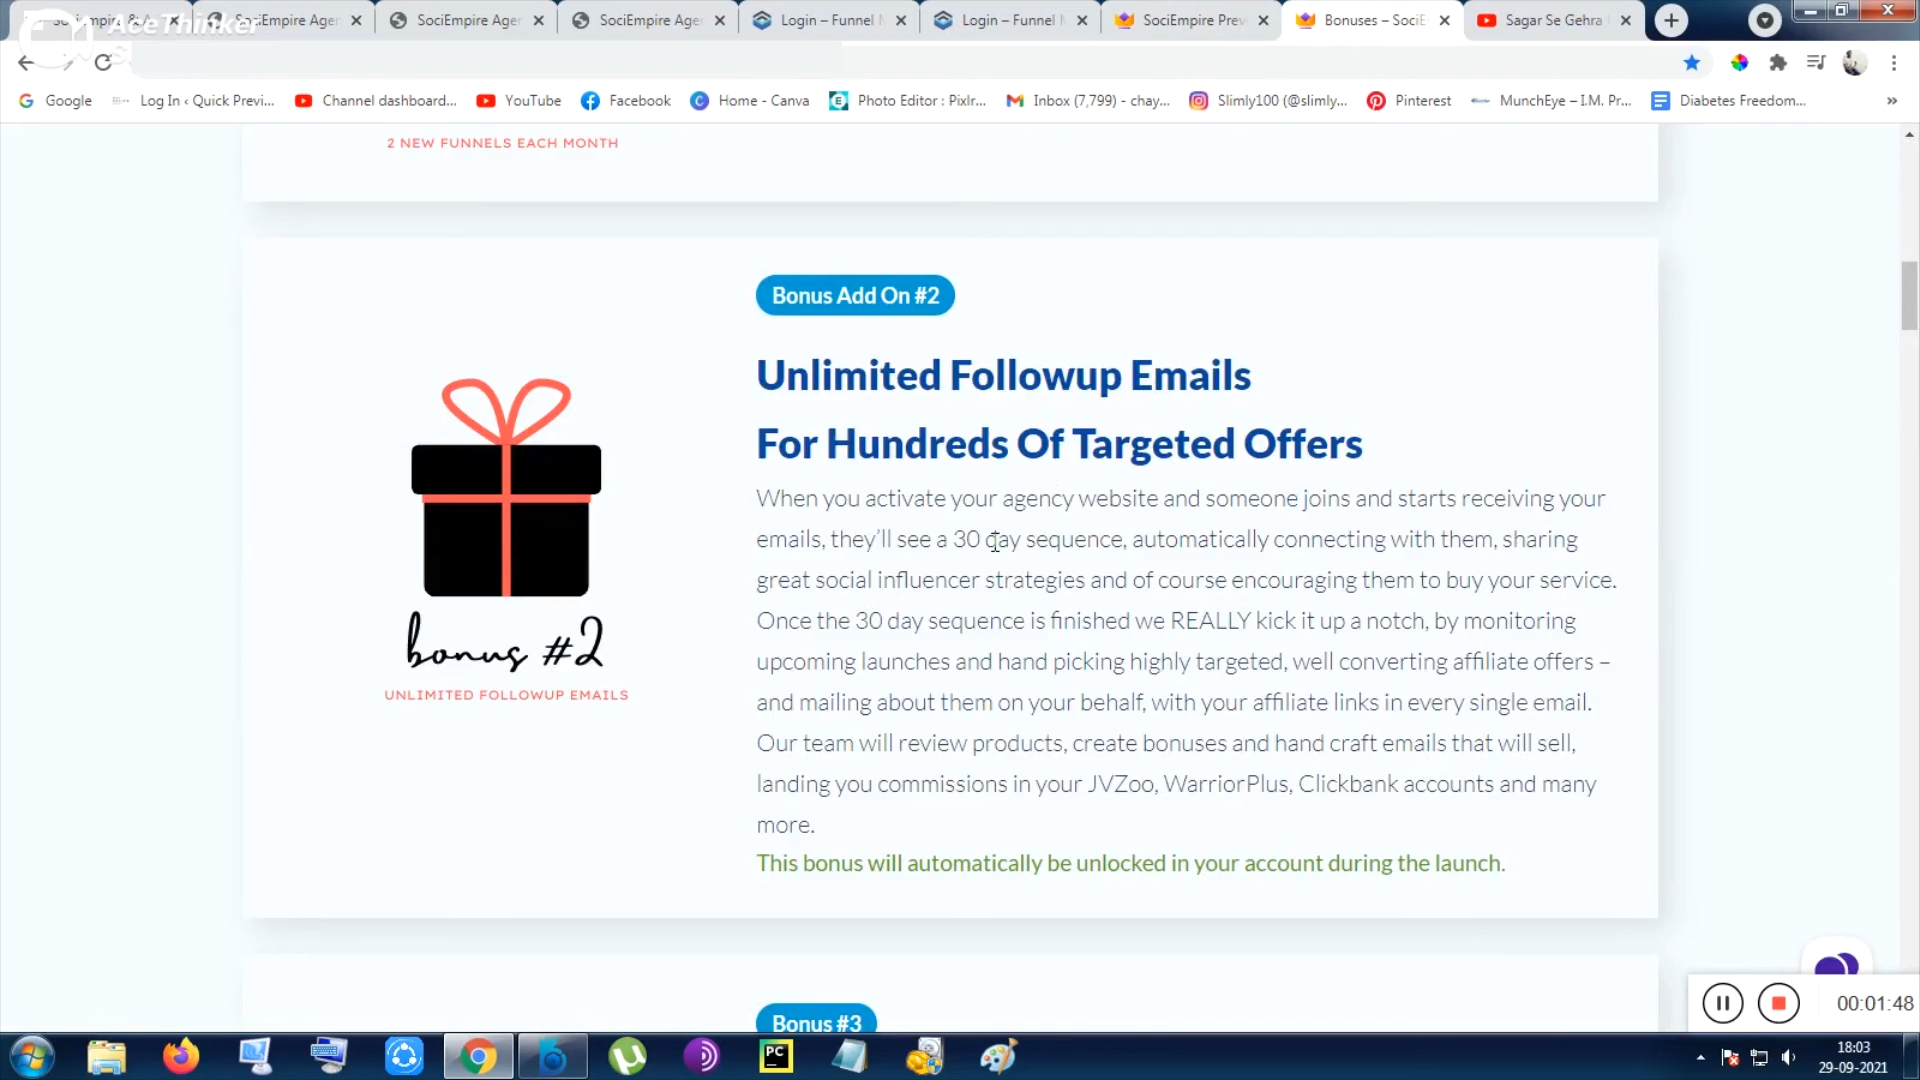 AceThinker
SociEmpire Agen
SociEmpire Age
SociEmpire Age
Login – Funnel M
Login – Funnel M
SociEmpire Prev
Bonuses – SociE
Sagar Se Gehra
Google
Log In ‹ Quick Previ...
Channel dashboard...
YouTube
Facebook
Home - Canva
Photo Editor : Pixlr...
Inbox (7,799) - chay...
Slimly100 (@slimly...
Pinterest
MunchEye – I.M. Pr...
Diabetes Freedom...
2 NEW FUNNELS EACH MONTH
Bonus Add On #2
Unlimited Followup Emails
For Hundreds Of Targeted Offers
When you activate your agency website and someone joins and starts receiving your
emails, they'll see a 30 day sequence, automatically connecting with them, sharing
great social influencer strategies and of course encouraging them to buy your service.
Once the 30 day sequence is finished we REALLY kick it up a notch, by monitoring
upcoming launches and hand picking highly targeted, well converting affiliate offers –
and mailing about them on your behalf, with your affiliate links in every single email.
Our team will review products, create bonuses and hand craft emails that will sell,
landing you commissions in your JVZoo, WarriorPlus, Clickbank accounts and many
more.
This bonus will automatically be unlocked in your account during the launch.
bonus #2
UNLIMITED FOLLOWUP EMAILS
Bonus #3
00:01:48
PC
18:03
29-09-2021